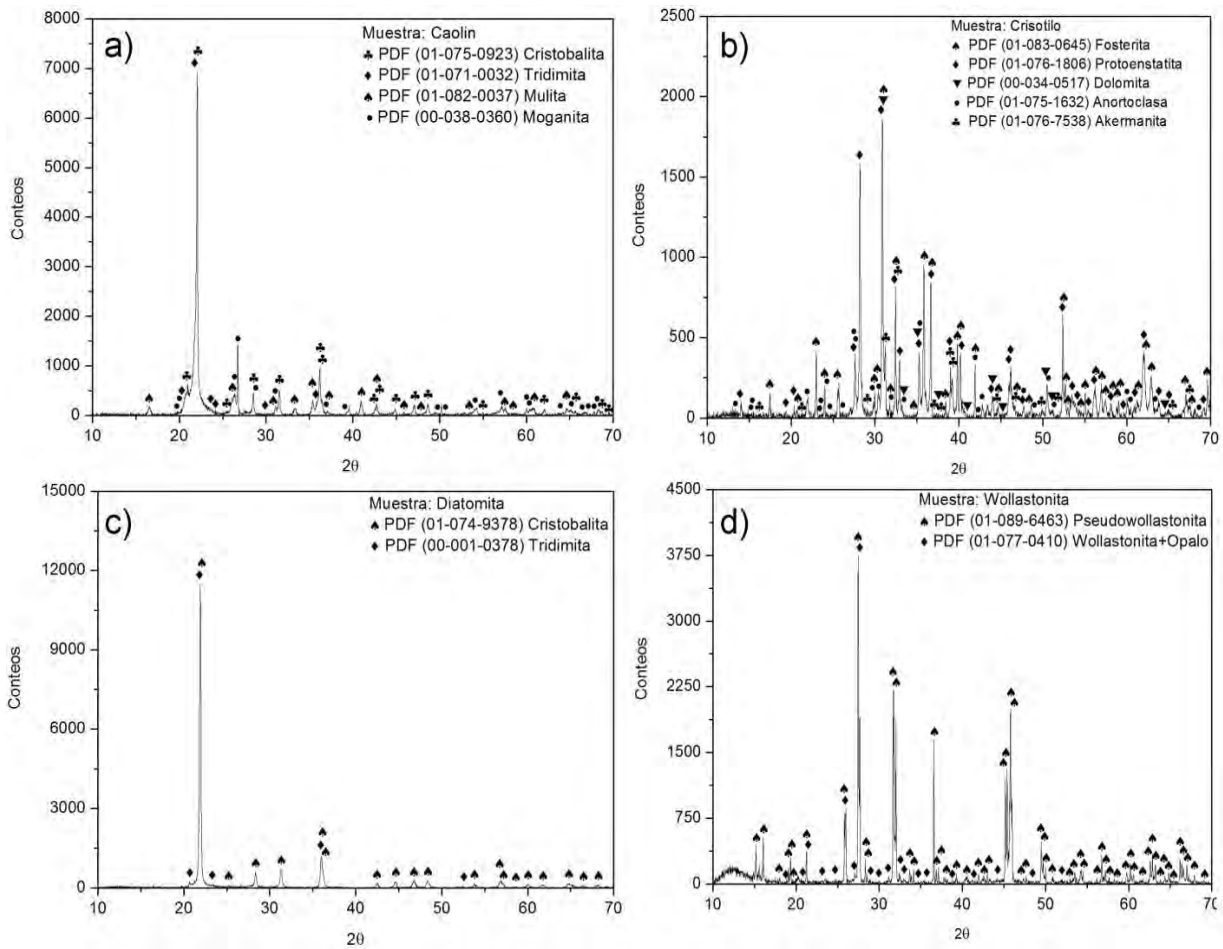 a)
Muestra: Caolin
♣ PDF (01-075-0923) Cristobalita
♦ PDF (01-071-0032) Tridimita
♠ PDF (01-082-0037) Mulita
● PDF (00-038-0360) Moganita
8000
7000
6000
5000
4000
3000
2000
1000
0
Conteos
10 20 30 40 50 60 70
2θ
b)
Muestra: Crisotilo
♠ PDF (01-083-0645) Fosterita
♦ PDF (01-076-1806) Protoenstatita
▼ PDF (00-034-0517) Dolomita
● PDF (01-075-1632) Anortoclasa
♣ PDF (01-076-7538) Akermanita
2500
2000
1500
1000
500
0
Conteos
10 20 30 40 50 60 70
2θ
c)
Muestra: Diatomita
♠ PDF (01-074-9378) Cristobalita
♦ PDF (00-001-0378) Tridimita
15000
12000
9000
6000
3000
0
Conteos
10 20 30 40 50 60 70
2θ
d)
Muestra: Wollastonita
♠ PDF (01-089-6463) Pseudowollastonita
♦ PDF (01-077-0410) Wollastonita+Opalo
4500
3750
3000
2250
1500
750
0
Conteos
10 20 30 40 50 60 70
2θ